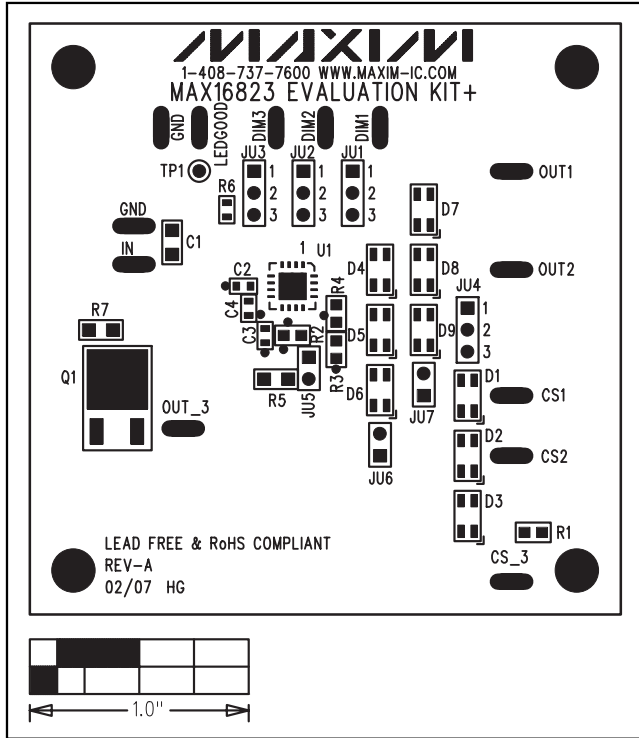 MAXIM
1-408-737-7600 WWW.MAXIM-IC.COM
MAX16823 EVALUATION KIT+
GND
LEDGOOD
DIM3
DIM2
DIM1
TP1
JU3
JU2
JU1
1
2
3
1
2
3
1
2
3
OUT1
R6
D7
GND
C1
IN
1 U1
OUT2
C2
D4
D8
JU4
C4
R4
1
2
3
R7
C3
R2
D5
D9
R3
Q1
R5
JU5
D6
D1
CS1
OUT_3
JU7
D2
CS2
JU6
D3
R1
LEAD FREE & RoHS COMPLIANT
REV-A
02/07 HG
CS_3
1.0"